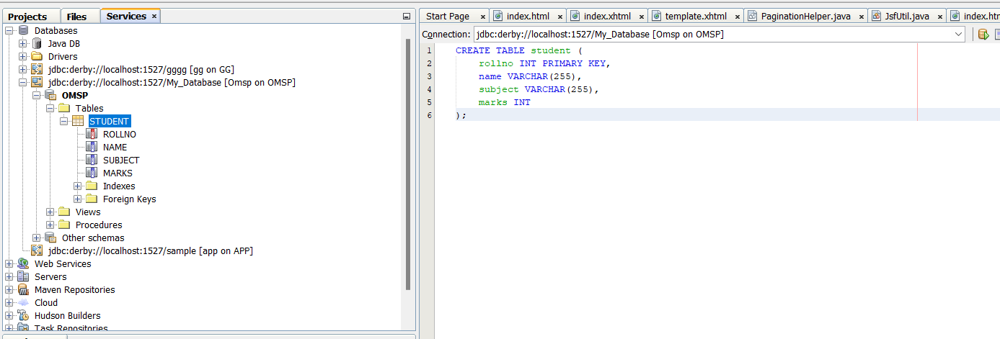 Projects Files Services
Databases
Java DB
Drivers
jdbc:derby://localhost:1527/gggg [gg on GG]
jdbc:derby://localhost:1527/My_Database [Omsp on OMSP]
OMSP
Tables
STUDENT
ROLLNO
NAME
SUBJECT
MARKS
Indexes
Foreign Keys
Views
Procedures
Other schemas
jdbc:derby://localhost:1527/sample [app on APP]
Web Services
Servers
Maven Repositories
Cloud
Hudson Builders
Task Repositories
Start Page index.html index.xhtml template.xhtml PaginationHelper.java JsfUtil.java
Connection: jdbc:derby://localhost:1527/My_Database [Omsp on OMSP]
1 CREATE TABLE student (
2 rollno INT PRIMARY KEY,
3 name VARCHAR(255),
4 subject VARCHAR(255),
5 marks INT
6 );